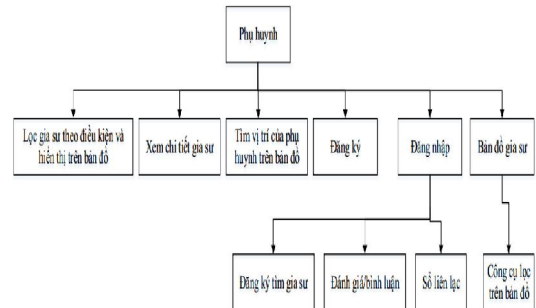 Phụ huynh
Lọc gia sư theo điều kiện và
hiển thị trên bản đồ
Xem chi tiết gia sư
Tìm vị trí của phụ
huynh trên bản đồ
Đăng ký
Đăng nhập
Bản đồ gia sư
Đăng ký tìm gia sư
Đánh giá/bình luận
Sổ liên lạc
Công cụ lọc
trên bản đồ